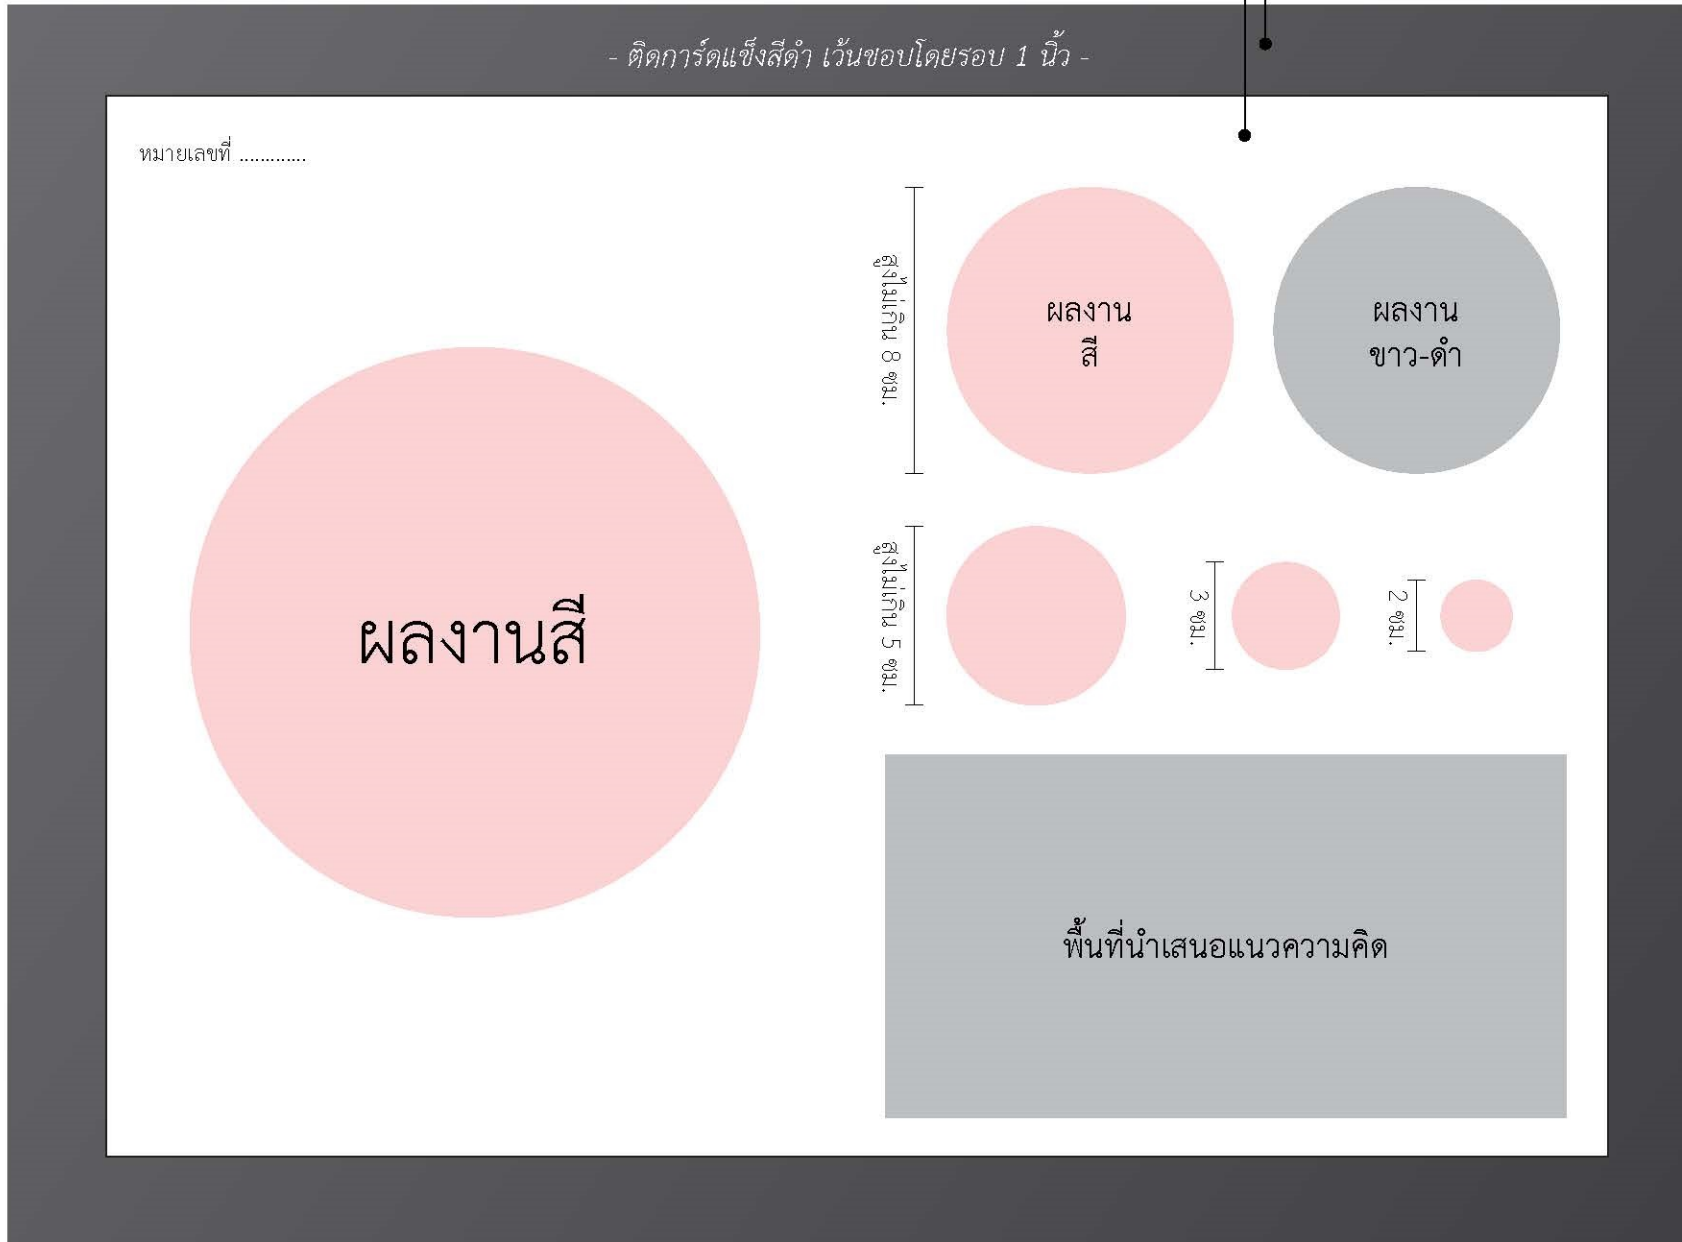 - ติดการ์ดแข็งสีดำ เว้นขอบโดยรอบ 1 นิ้ว -
หมายเลขที่ ............
สูงไม่เกิน 8 ซม.
ผลงาน
สี
ผลงาน
ขาว-ดำ
ผลงานสี
สูงไม่เกิน 5 ซม.
3 ซม.
2 ซม.
พื้นที่นำเสนอแนวความคิด